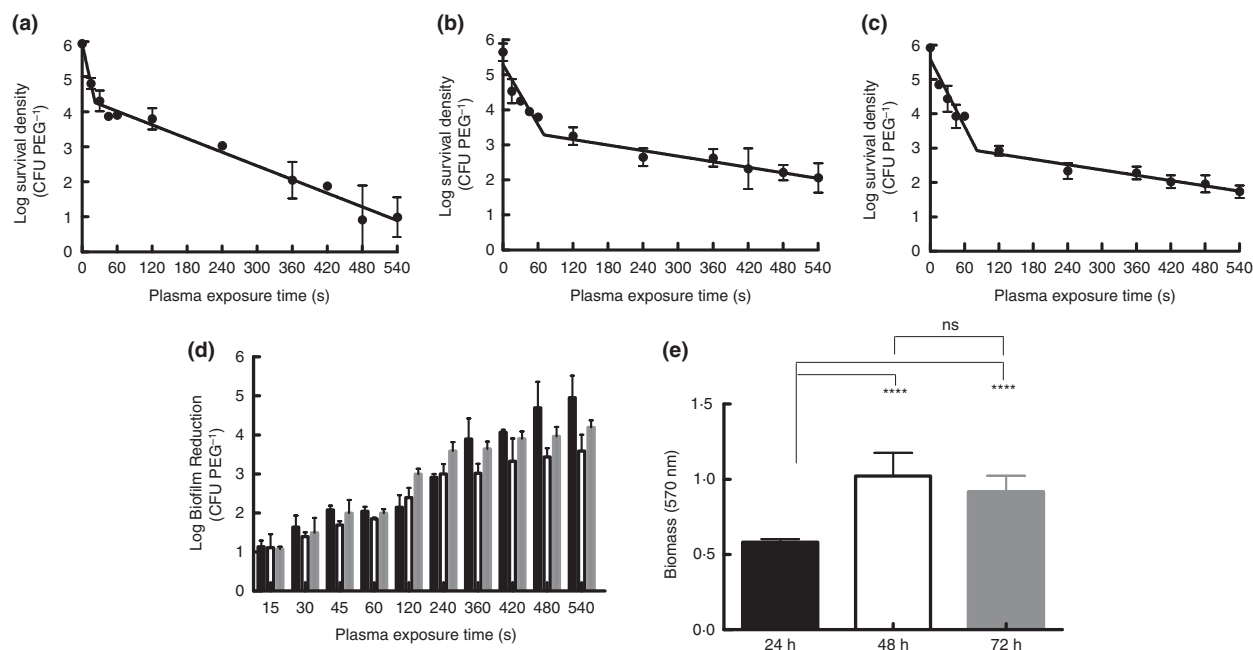 (a)
Log survival density
(CFU PEG⁻¹)
6
5
4
3
2
1
0
0 60 120 180 240 300 360 420 480 540
Plasma exposure time (s)
(b)
Log survival density
(CFU PEG⁻¹)
6
5
4
3
2
1
0
0 60 120 180 240 300 360 420 480 540
Plasma exposure time (s)
(c)
Log survival density
(CFU PEG⁻¹)
6
5
4
3
2
1
0
0 60 120 180 240 300 360 420 480 540
Plasma exposure time (s)
(d)
Log Biofilm Reduction
(CFU PEG⁻¹)
6
5
4
3
2
1
0
15 30 45 60 120 240 360 420 480 540
Plasma exposure time (s)
(e)
ns
**** ****
Biomass (570 nm)
1·5
1·0
0·5
0·0
24 h 48 h 72 h